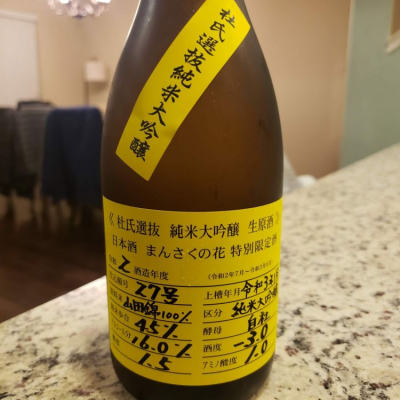 杜氏選抜純米大吟醸
《杜氏選抜 純米大吟醸 生原酒》
日本酒 まんさくの花 特別限定酒
2 酒造年度
(令和2年7月~令和3年6月)
27号
上槽年月 令和3年
山田錦100%
区分 純米大吟醸
45%
酵母 自社
16.0%
酒度 -3.0
1.5
アミノ酸度 1.0